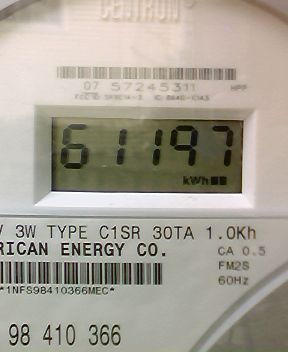 CENTRON
07 57245311 HPP
61197
kWh
V 3W TYPE C1SR 30TA 1.0Kh
RICAN ENERGY CO. CA 0.5
FM2S
*1NFS98410366MEC* 60Hz
98 410 366